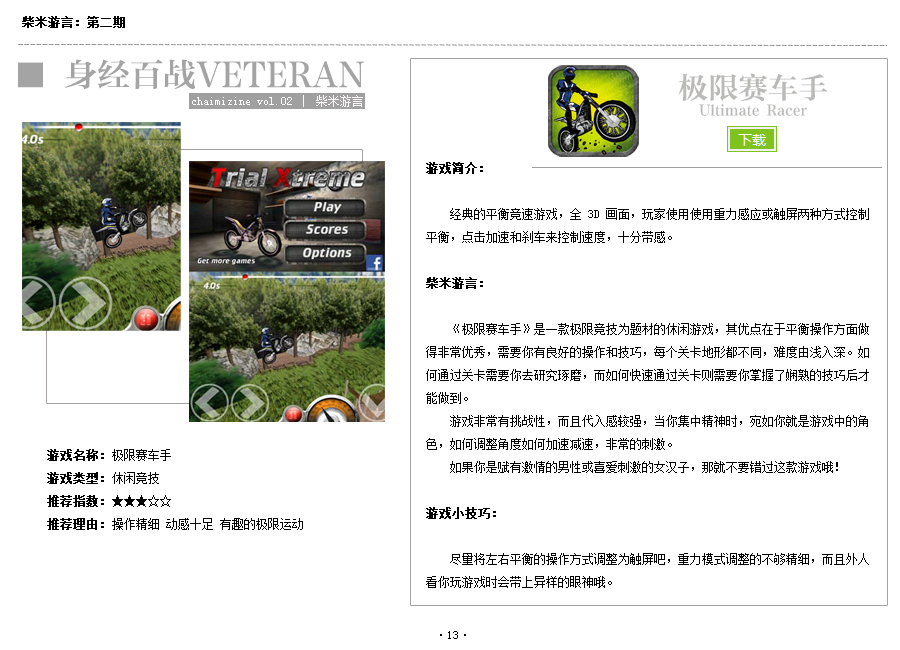 柴米游言：第二期
身经百战VETERAN
chaimizine vol.02 | 柴米游言
4.0s
Trial Xtreme
Play
Scores
Options
Get more games
f
4.0s
游戏名称：极限赛车手
游戏类型：休闲竞技
推荐指数：★★★☆☆
推荐理由：操作精细 动感十足 有趣的极限运动
极限赛车手
Ultimate Racer
下载
游戏简介：
经典的平衡竞速游戏，全 3D 画面，玩家使用使用重力感应或触屏两种方式控制
平衡，点击加速和刹车来控制速度，十分带感。
柴米游言：
《极限赛车手》是一款极限竞技为题材的休闲游戏，其优点在于平衡操作方面做
得非常优秀，需要你有良好的操作和技巧，每个关卡地形都不同，难度由浅入深。如
何通过关卡需要你去研究琢磨，而如何快速通过关卡则需要你掌握了娴熟的技巧后才
能做到。
游戏非常有挑战性，而且代入感较强，当你集中精神时，宛如你就是游戏中的角
色，如何调整角度如何加速减速，非常的刺激。
如果你是赋有激情的男性或喜爱刺激的女汉子，那就不要错过这款游戏哦！
游戏小技巧：
尽量将左右平衡的操作方式调整为触屏吧，重力模式调整的不够精细，而且外人
看你玩游戏时会带上异样的眼神哦。
·13·